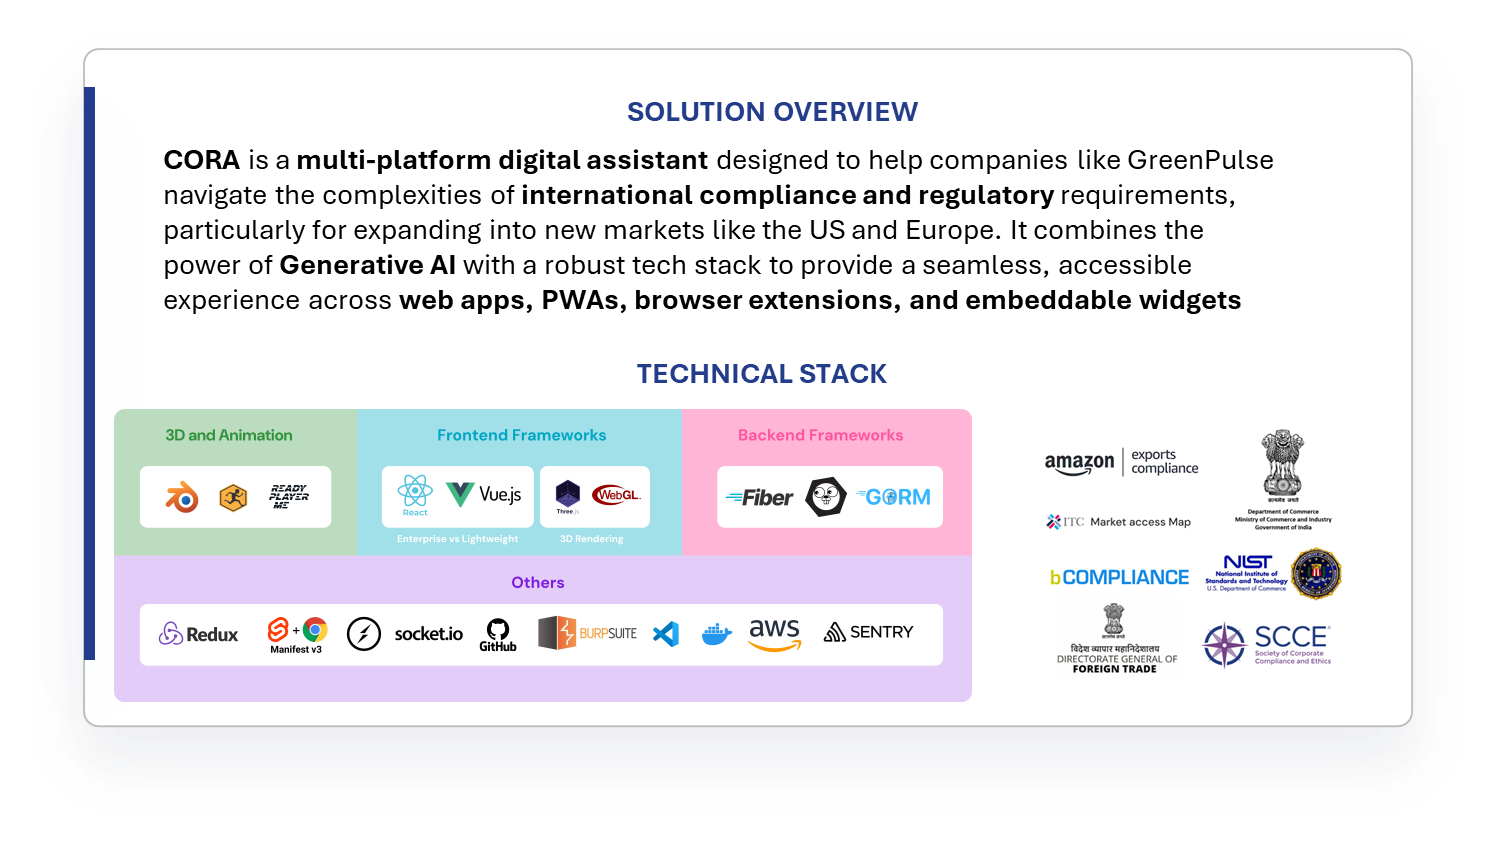 SOLUTION OVERVIEW
CORA is a multi-platform digital assistant designed to help companies like GreenPulse
navigate the complexities of international compliance and regulatory requirements,
particularly for expanding into new markets like the US and Europe. It combines the
power of Generative AI with a robust tech stack to provide a seamless, accessible
experience across web apps, PWAs, browser extensions, and embeddable widgets
TECHNICAL STACK
3D and Animation
READY
PLAYER
ME
Frontend Frameworks
React
Vue.js
Three.js
WebGL.
Enterprise vs Lightweight
3D Rendering
Backend Frameworks
Fiber
GORM
Others
Redux
+
Manifest v3
socket.io
GitHub
BURPSUITE
aws
SENTRY
amazon
exports
compliance
सत्यमेव जयते
Department of Commerce
Ministry of Commerce and Industry
Government of India
ITC Market access Map
bCOMPLIANCE
NIST
National Institute of
Standards and Technology
U.S. Department of Commerce
सत्यमेव जयते
विदेश व्यापार महानिदेशालय
DIRECTORATE GENERAL OF
FOREIGN TRADE
SCCE®
Society of Corporate
Compliance and Ethics